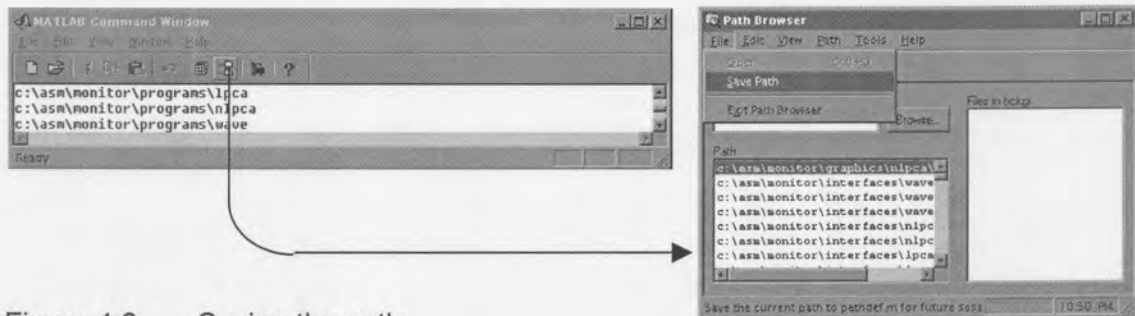 MATLAB Command Window
File Edit View Window Help
?
c:\asm\monitor\programs\lpca
c:\asm\monitor\programs\nlpca
c:\asm\monitor\programs\wave
Ready
Path Browser
File Edit View Path Tools Help
Open... Ctrl+O
Save Path
Exit Path Browser
Browse...
Files in bckgr
Path
c:\asm\monitor\graphics\nlpca\
c:\asm\monitor\interfaces\wave
c:\asm\monitor\interfaces\wave
c:\asm\monitor\interfaces\wave
c:\asm\monitor\interfaces\nlpc
c:\asm\monitor\interfaces\nlpc
c:\asm\monitor\interfaces\lpca
Save the current path to pathdef.m for future sess
10:50 PM